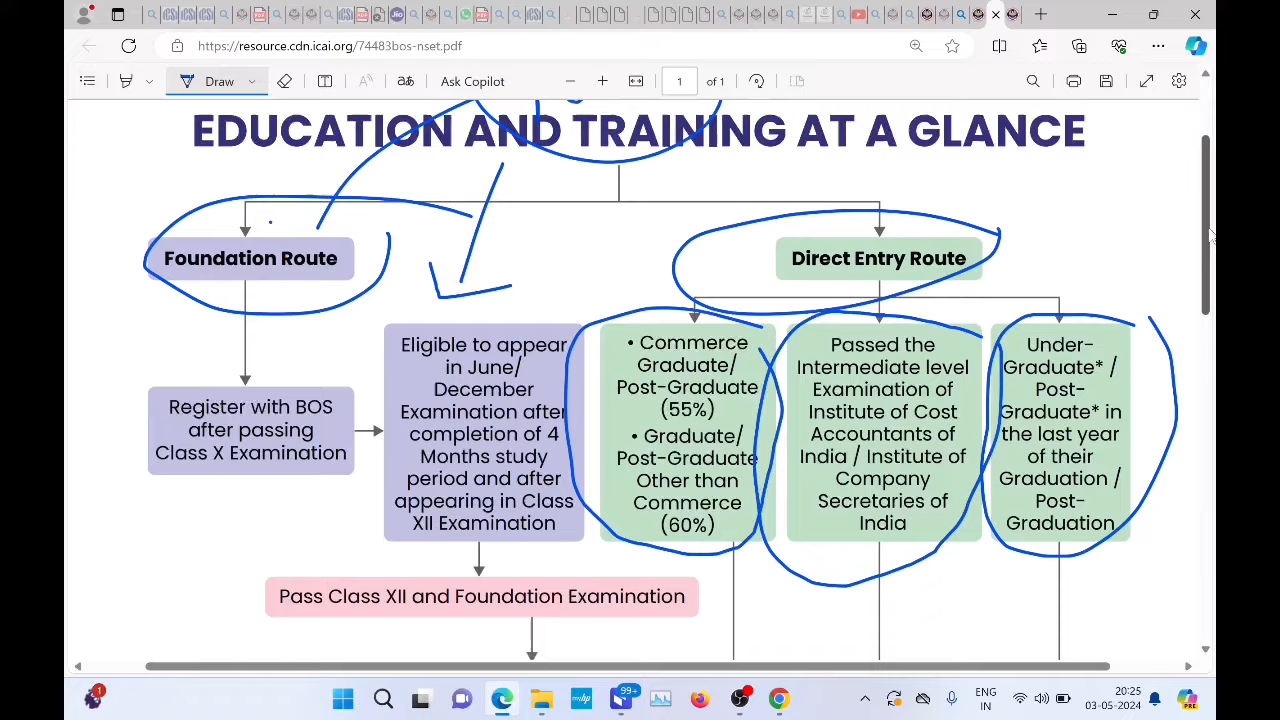 https://resource.cdn.icai.org/74483bos-nset.pdf
Draw
Ask Copilot
1
of 1
EDUCATION AND TRAINING AT A GLANCE
Foundation Route
Direct Entry Route
Register with BOS
after passing
Class X Examination
Eligible to appear
in June/
December
Examination after
completion of 4
Months study
period and after
appearing in Class
XII Examination
• Commerce
Graduate/
Post-Graduate
(55%)
• Graduate/
Post-Graduate
Other than
Commerce
(60%)
Passed the
Intermediate level
Examination of
Institute of Cost
Accountants of
India / Institute of
Company
Secretaries of
India
Under-
Graduate* /
Post-
Graduate* in
the last year
of their
Graduation /
Post-
Graduation
Pass Class XII and Foundation Examination
1
99+
ENG
IN
20:25
03-05-2024
PRE